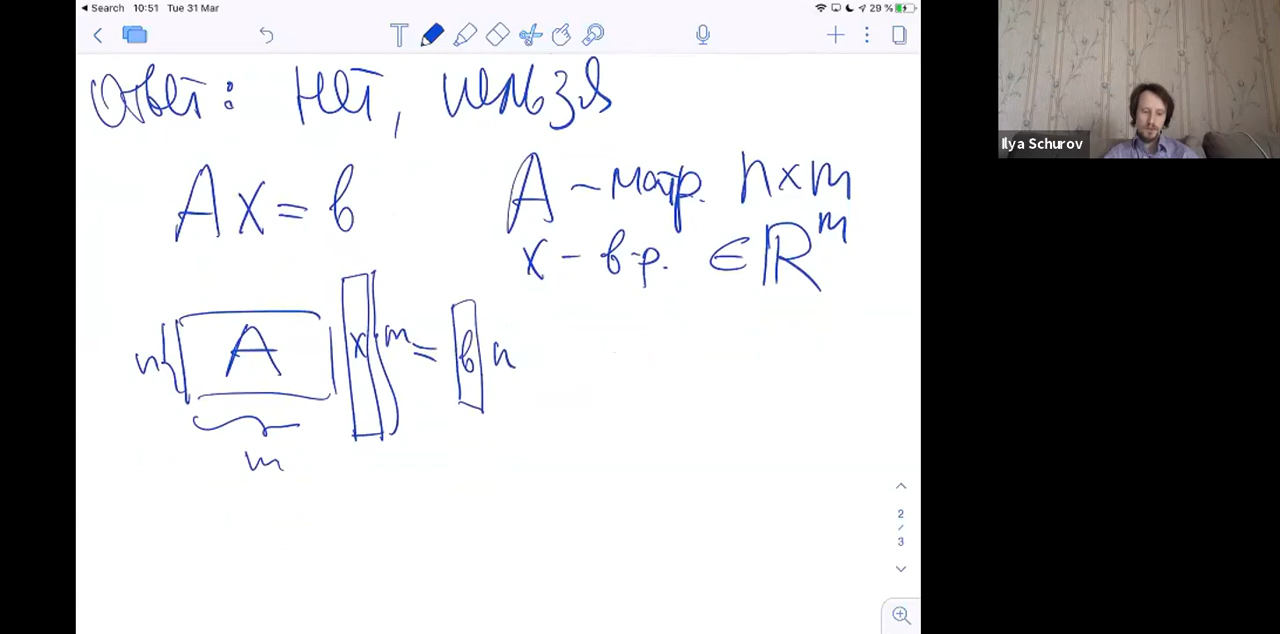 Search 10:51 Tue 31 Mar 29 %
T
Ответ: Нет, нельзя
Ax = b
A - матр. n×m
x - в-р. ∈ ℝ^m
n A x m = b n
m
2
/
3
Ilya Schurov